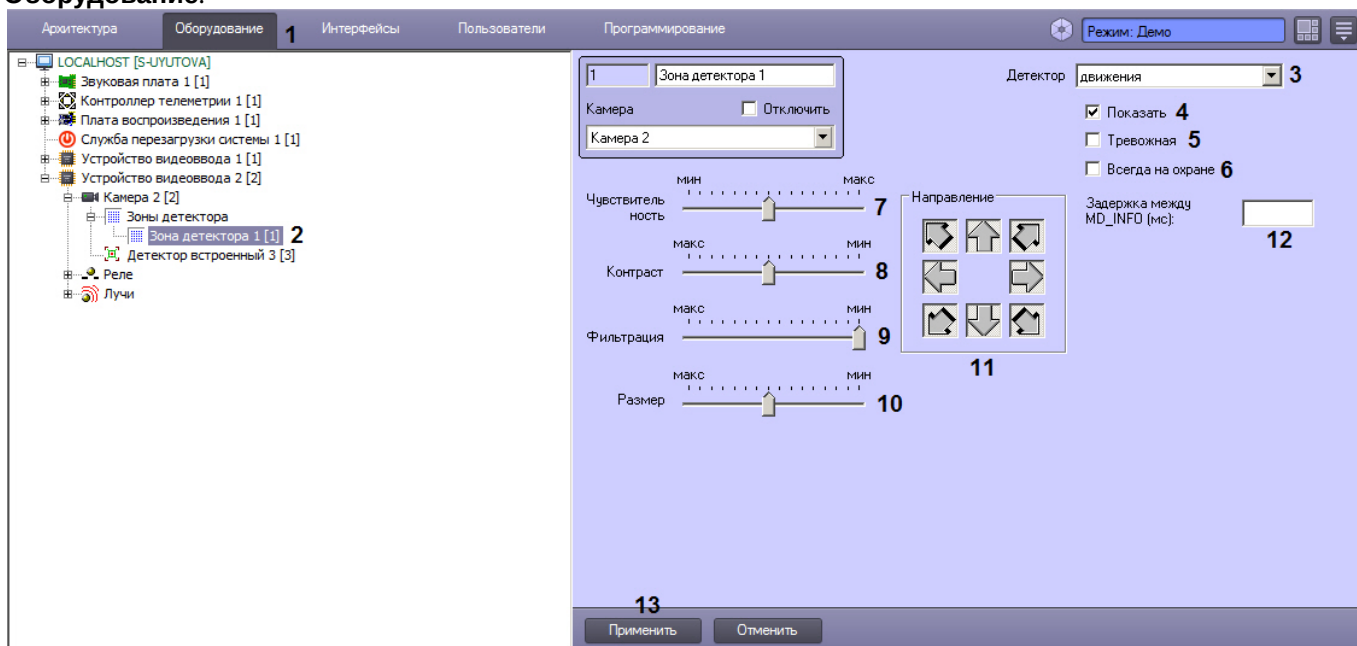 Оборудование.
Архитектура Оборудование 1 Интерфейсы Пользователи Программирование Режим: Демо
LOCALHOST [S-UYUTOVA]
Звуковая плата 1 [1]
Контроллер телеметрии 1 [1]
Плата воспроизведения 1 [1]
Служба перезагрузки системы 1 [1]
Устройство видеоввода 1 [1]
Устройство видеоввода 2 [2]
Камера 2 [2]
Зоны детектора
Зона детектора 1 [1] 2
Детектор встроенный 3 [3]
Реле
Лучи
1 Зона детектора 1
Камера Отключить
Камера 2
Детектор движения 3
Показать 4
Тревожная 5
Всегда на охране 6
Задержка между
MD_INFO (мс):
12
мин макс
Чувствитель
ность 7
макс мин
Контраст 8
макс мин
Фильтрация 9
макс мин
Размер 10
Направление
11
13
Применить Отменить